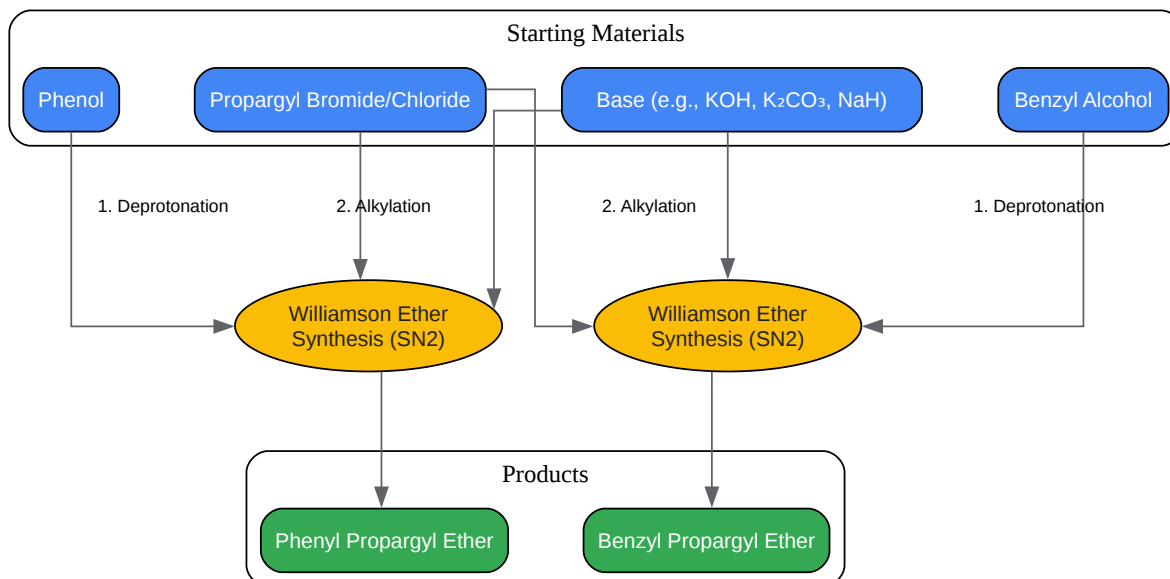 Starting Materials
Phenol
Propargyl Bromide/Chloride
Base (e.g., KOH, K₂CO₃, NaH)
Benzyl Alcohol
1. Deprotonation
2. Alkylation
2. Alkylation
1. Deprotonation
Williamson Ether
Synthesis (SN2)
Williamson Ether
Synthesis (SN2)
Products
Phenyl Propargyl Ether
Benzyl Propargyl Ether